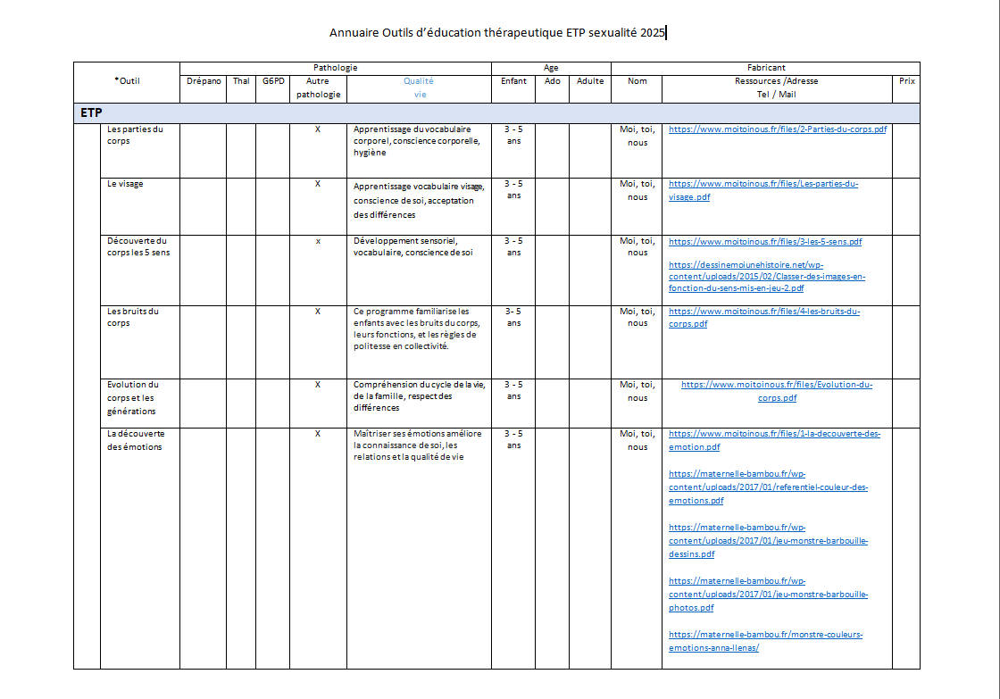 Annuaire Outils d’éducation thérapeutique ETP sexualité 2025
*Outil
Pathologie
Age
Fabricant
Drépano
Thal
G6PD
Autre
pathologie
Qualité
vie
Enfant
Ado
Adulte
Nom
Ressources /Adresse
Tel / Mail
Prix
ETP
Les parties du
corps
X
Apprentissage du vocabulaire
corporel, conscience corporelle,
hygiène
3 - 5
ans
Moi, toi,
nous
https://www.moitoinous.fr/files/2-Parties-du-corps.pdf
Le visage
X
Apprentissage vocabulaire visage,
conscience de soi, acceptation
des différences
3 - 5
ans
Moi, toi,
nous
https://www.moitoinous.fr/files/Les-parties-du-
visage.pdf
Découverte du
corps les 5 sens
x
Développement sensoriel,
vocabulaire, conscience de soi
3 - 5
ans
Moi, toi,
nous
https://www.moitoinous.fr/files/3-les-5-sens.pdf
https://dessinemoiunehistoire.net/wp-
content/uploads/2015/02/Classer-des-images-en-
fonction-du-sens-mis-en-jeu-2.pdf
Les bruits du
corps
X
Ce programme familiarise les
enfants avec les bruits du corps,
leurs fonctions, et les règles de
politesse en collectivité.
3- 5
ans
Moi, toi,
nous
https://www.moitoinous.fr/files/4-les-bruits-du-
corps.pdf
Evolution du
corps et les
générations
X
Compréhension du cycle de la vie,
de la famille, respect des
différences
3 - 5
ans
Moi, toi,
nous
https://www.moitoinous.fr/files/Evolution-du-
corps.pdf
La découverte
des émotions
X
Maîtriser ses émotions améliore
la connaissance de soi, les
relations et la qualité de vie
3 - 5
ans
Moi, toi,
nous
https://www.moitoinous.fr/files/1-la-decouverte-des-
emotion.pdf
https://maternelle-bambou.fr/wp-
content/uploads/2017/01/referentiel-couleur-des-
emotions.pdf
https://maternelle-bambou.fr/wp-
content/uploads/2017/01/jeu-monstre-barbouille-
dessins.pdf
https://maternelle-bambou.fr/wp-
content/uploads/2017/01/jeu-monstre-barbouille-
photos.pdf
https://maternelle-bambou.fr/monstre-couleurs-
emotions-anna-llenas/